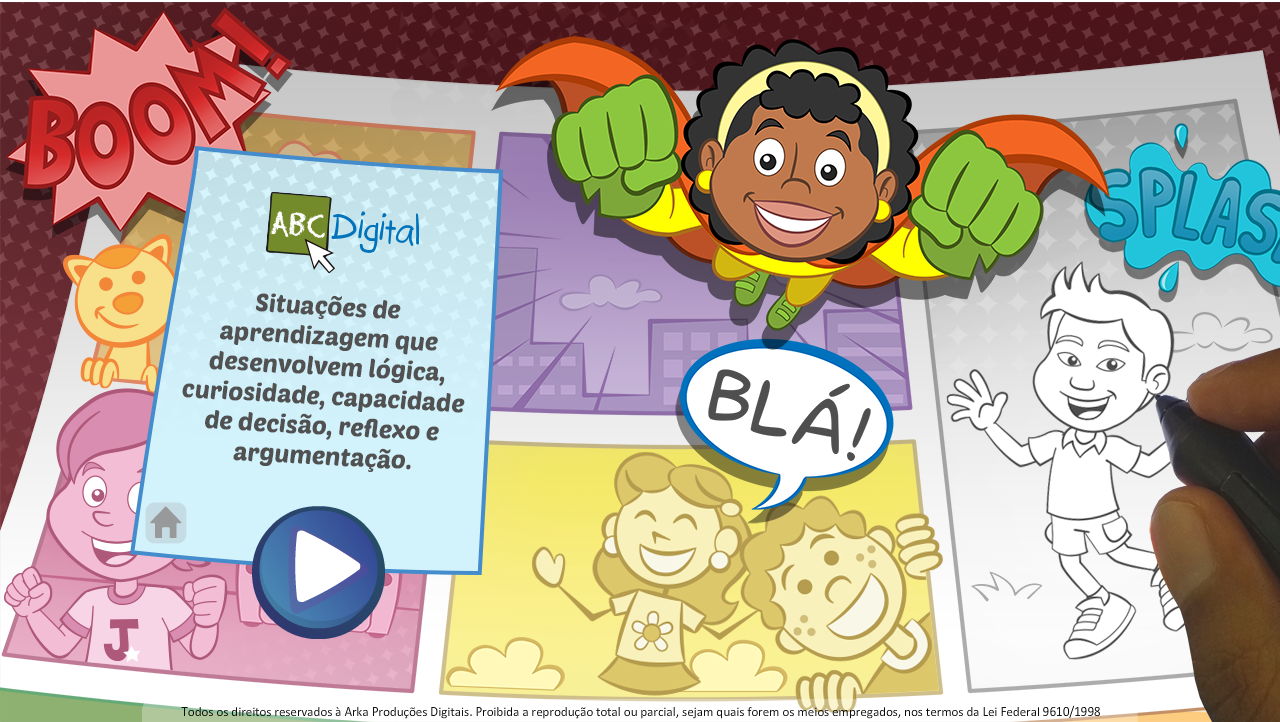 BOOM!
SPLAS
ABC Digital
Situações de
aprendizagem que
desenvolvem lógica,
curiosidade, capacidade
de decisão, reflexo e
argumentação.
BLÁ!
J
Todos os direitos reservados à Arka Produções Digitais. Proibida a reprodução total ou parcial, sejam quais forem os meios empregados, nos termos da Lei Federal 9610/1998